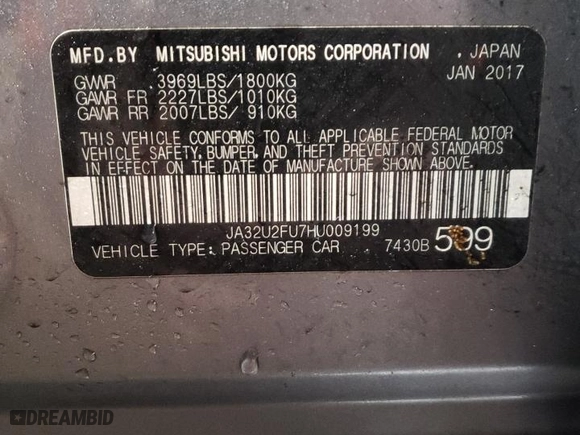 MFD.BY MITSUBISHI MOTORS CORPORATION . JAPAN
GVWR . 3969LBS/1800KG JAN 2017
GAWR FR 2227LBS/1010KG
GAWR RR 2007LBS/ 910KG
THIS VEHICLE CONFORMS TO ALL APPLICABLE FEDERAL MOTOR
VEHICLE SAFETY, BUMPER, AND THEFT PREVENTION STANDARDS
IN EFFECT ON THE DATE OF MANUFACTURE SHOWN ABOVE.
JA32U2FU7HU009199
VEHICLE TYPE: PASSENGER CAR 7430B
DREAMBID